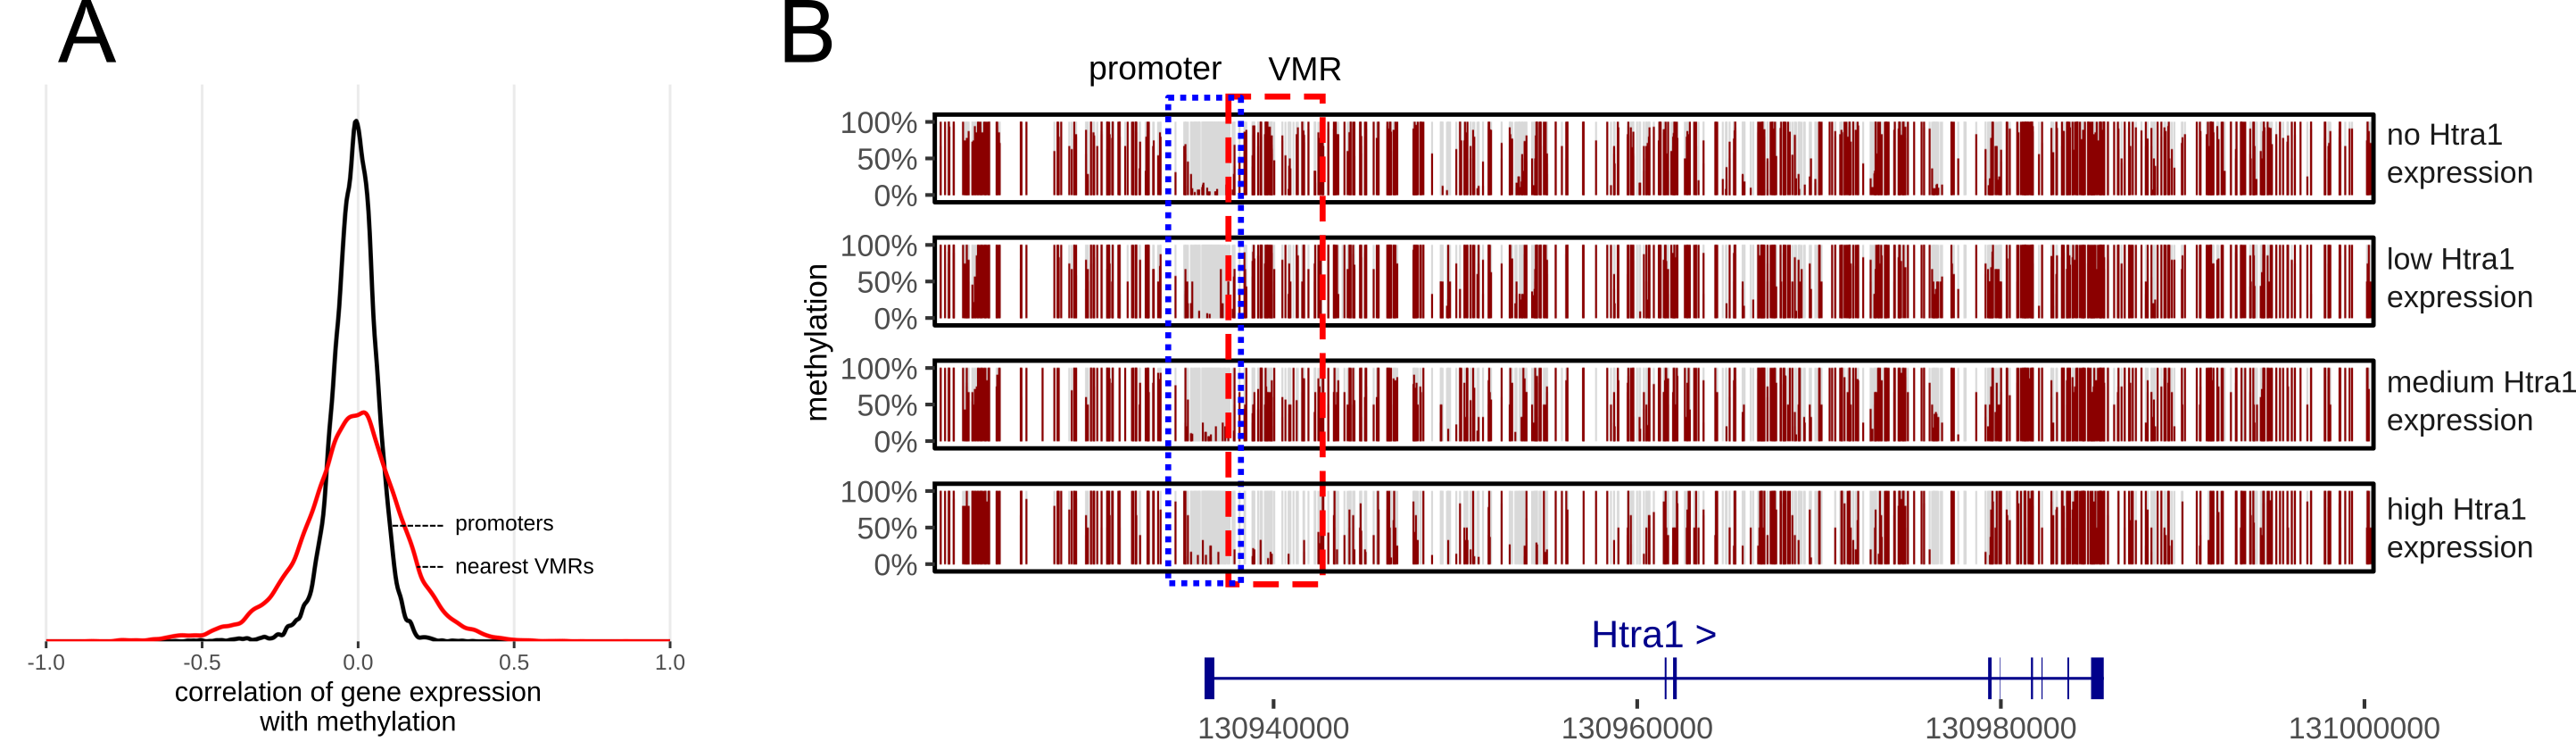 A
promoters
nearest VMRs
-1.0
-0.5
0.0
0.5
1.0
correlation of gene expression
with methylation
B
promoter
VMR
methylation
100%
50%
0%
no Htra1
expression
100%
50%
0%
low Htra1
expression
100%
50%
0%
medium Htra1
expression
100%
50%
0%
high Htra1
expression
Htra1 >
130940000
130960000
130980000
131000000